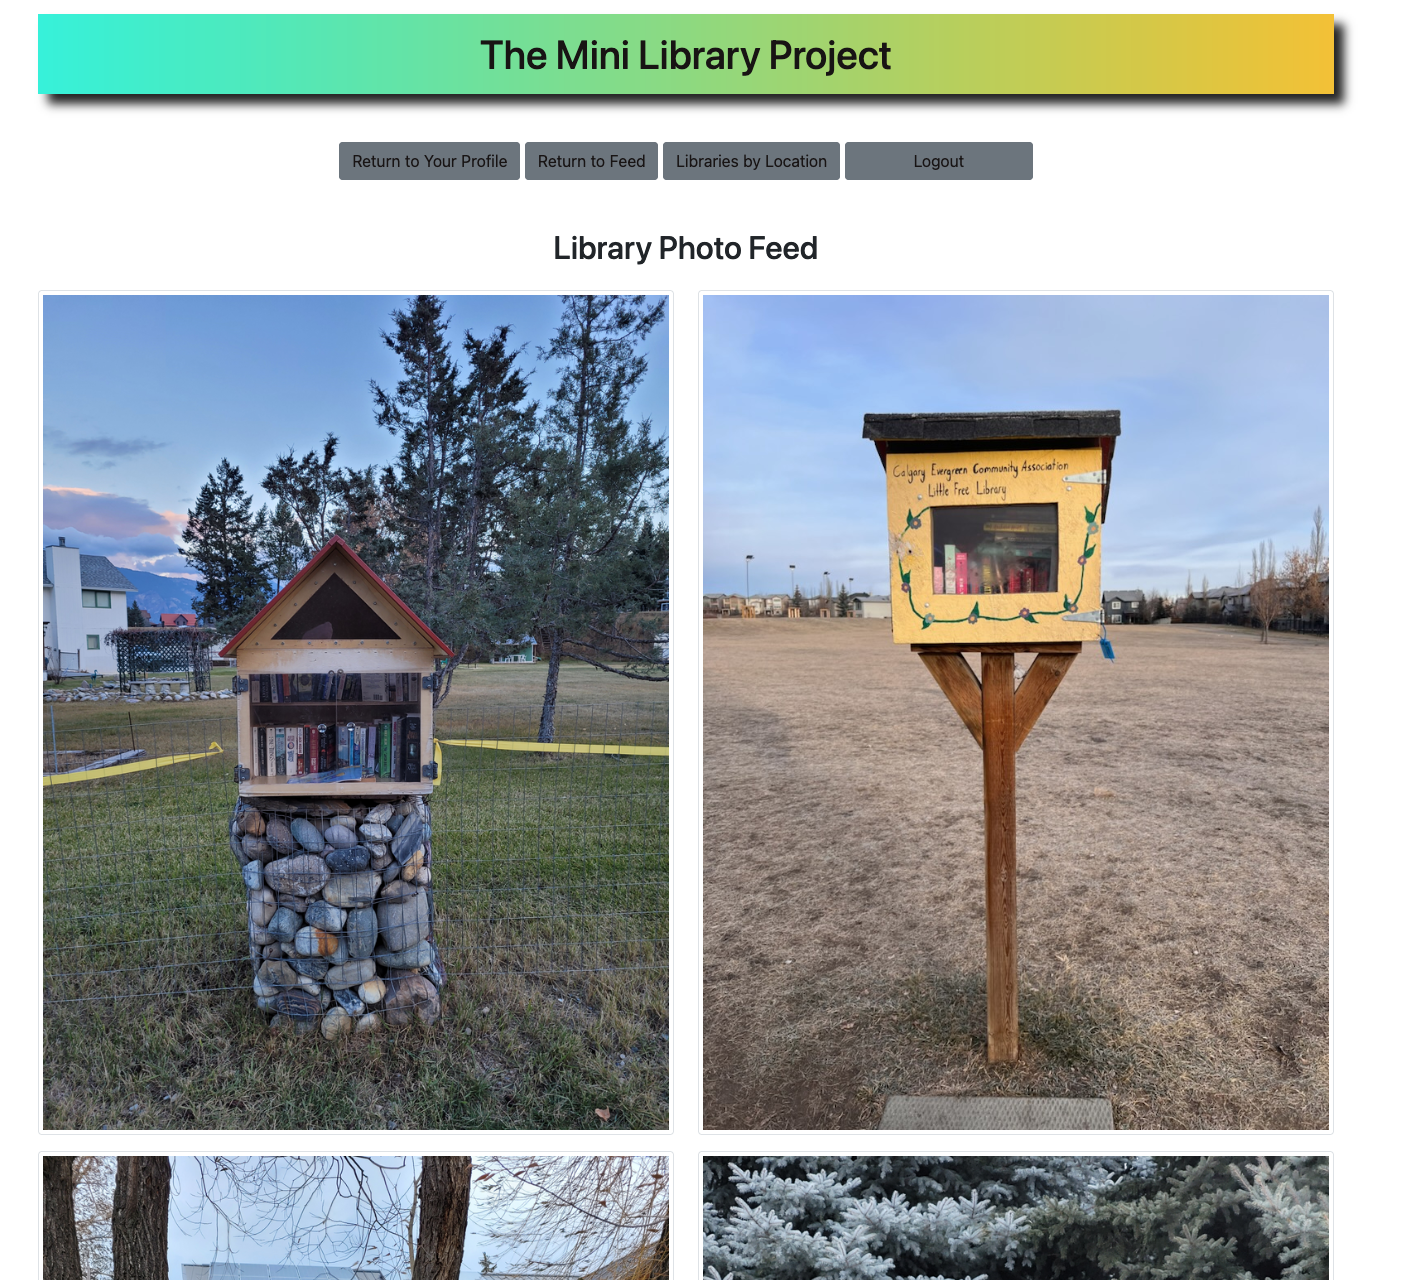 The Mini Library Project
Return to Your Profile
Return to Feed
Libraries by Location
Logout
Library Photo Feed
Calgary Evergreen Community Association
Little Free Library